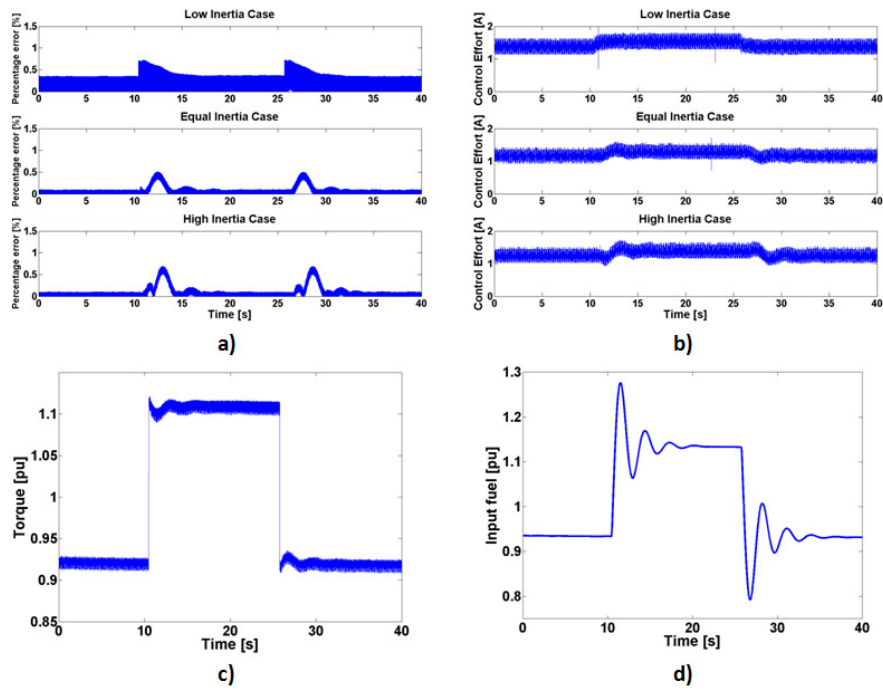 Low Inertia Case
Percentage error [%]
1.5
1
0.5
0
0 5 10 15 20 25 30 35 40
Equal Inertia Case
Percentage error [%]
1.5
1
0.5
0
0 5 10 15 20 25 30 35 40
High Inertia Case
Percentage error [%]
1.5
1
0.5
0
0 5 10 15 20 25 30 35 40
Time [s]
a)
Low Inertia Case
Control Effort [A]
2
1
0
0 5 10 15 20 25 30 35 40
Equal Inertia Case
Control Effort [A]
2
1
0
0 5 10 15 20 25 30 35 40
High Inertia Case
Control Effort [A]
2
1
0
0 5 10 15 20 25 30 35 40
Time [s]
b)
Torque [pu]
1.1
1.05
1
0.95
0.9
0.85
0 10 20 30 40
Time [s]
c)
Input fuel [pu]
1.3
1.2
1.1
1
0.9
0.8
0 10 20 30 40
Time [s]
d)